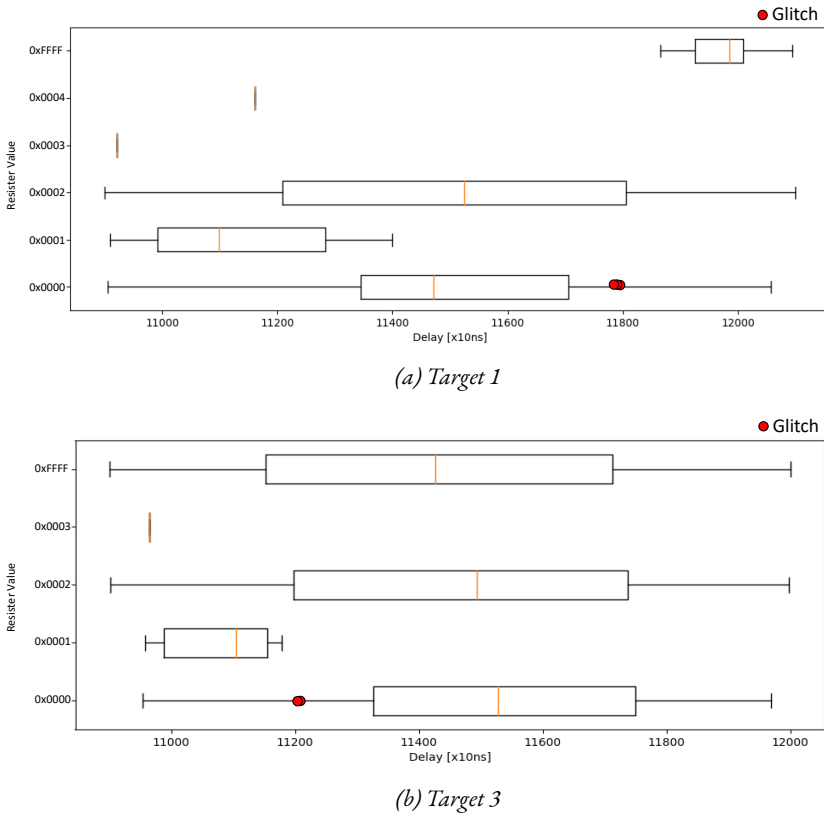 Glitch
0xFFFF
0x0004
0x0003
0x0002
0x0001
0x0000
Resister Value
11000 11200 11400 11600 11800 12000
Delay [x10ns]
(a) Target 1
Glitch
0xFFFF
0x0003
0x0002
0x0001
0x0000
Resister Value
11000 11200 11400 11600 11800 12000
Delay [x10ns]
(b) Target 3